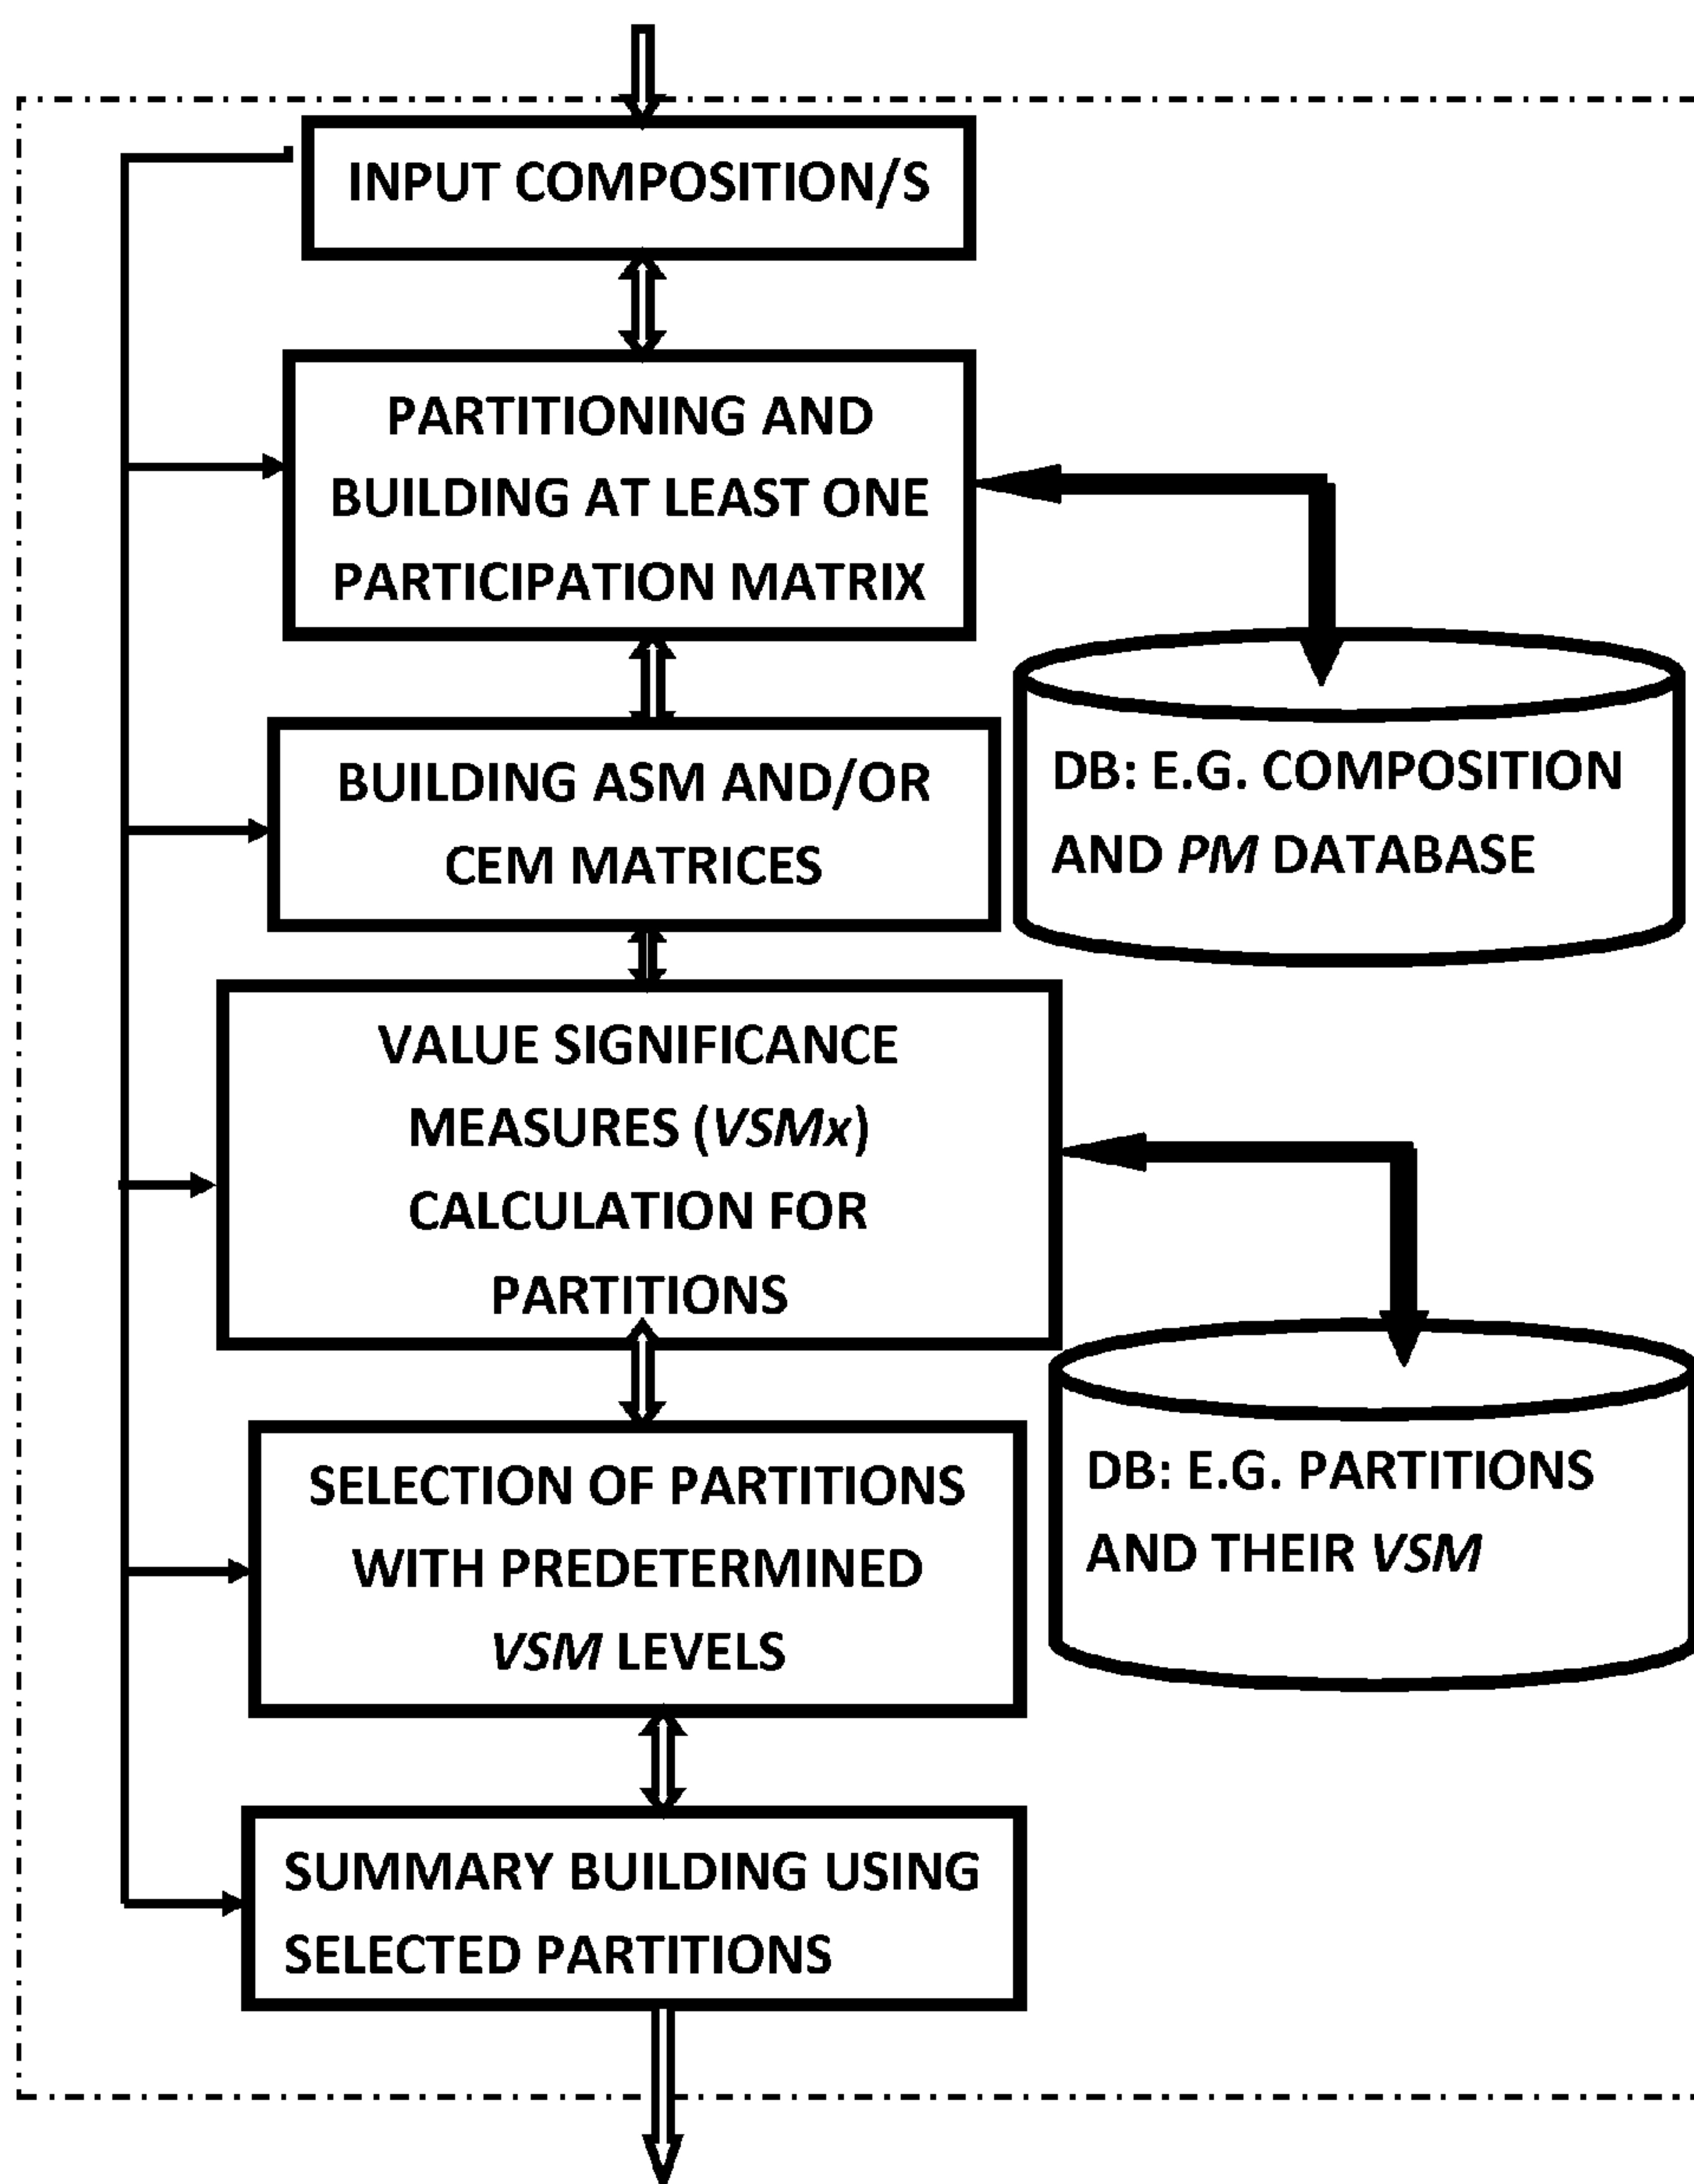 INPUT COMPOSITION/S
PARTITIONING AND
BUILDING AT LEAST ONE
PARTICIPATION MATRIX
BUILDING ASM AND/OR
CEM MATRICES
DB: E.G. COMPOSITION
AND PM DATABASE
VALUE SIGNIFICANCE
MEASURES (VSMx)
CALCULATION FOR
PARTITIONS
SELECTION OF PARTITIONS
WITH PREDETERMINED
VSM LEVELS
DB: E.G. PARTITIONS
AND THEIR VSM
SUMMARY BUILDING USING
SELECTED PARTITIONS